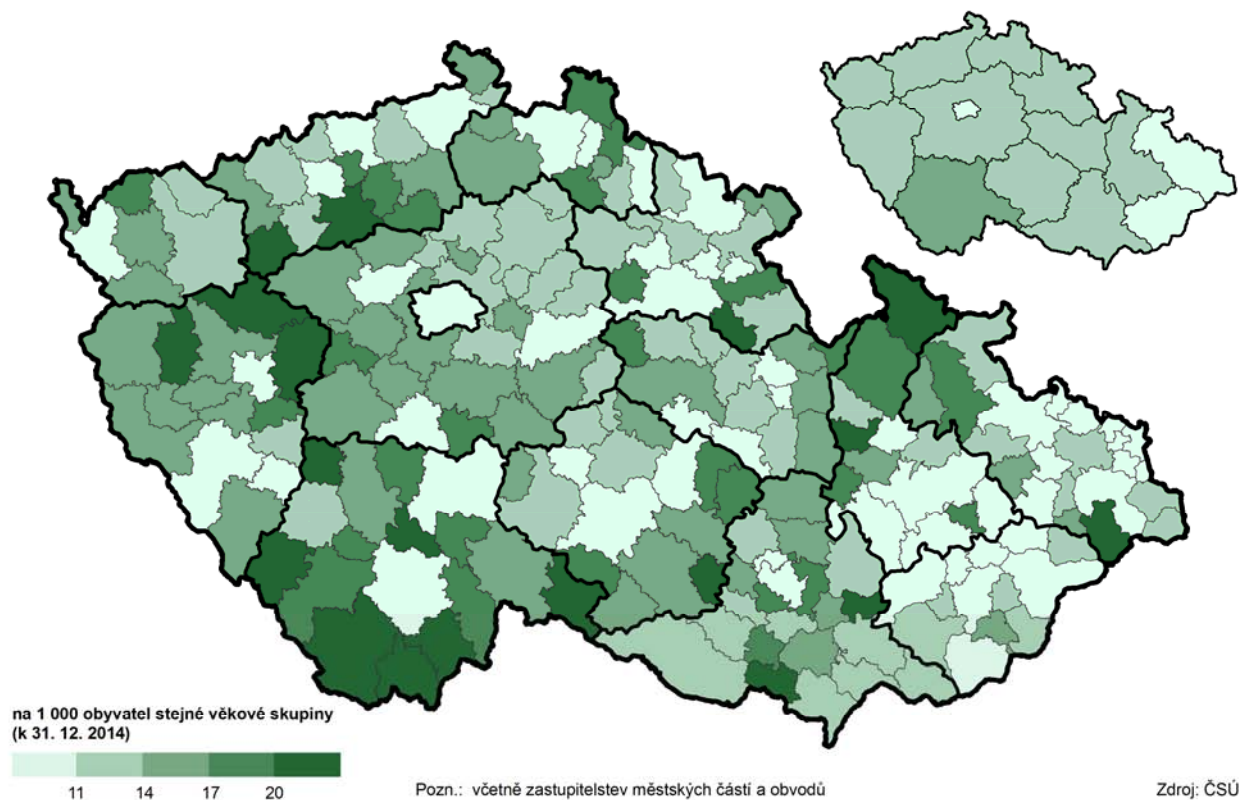 na 1 000 obyvatel stejné věkové skupiny
(k 31. 12. 2014)
11 14 17 20
Pozn.: včetně zastupitelstev městských částí a obvodů
Zdroj: ČSÚ